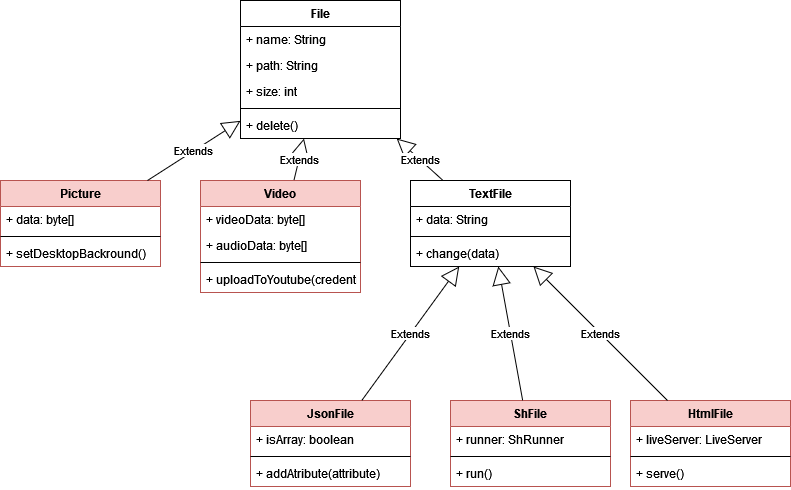 File
+ name: String
+ path: String
+ size: int
+ delete()
Extends
Extends
Extends
Picture
+ data: byte[]
+ setDesktopBackround()
Video
+ videoData: byte[]
+ audioData: byte[]
+ uploadToYoutube(credent
TextFile
+ data: String
+ change(data)
Extends
Extends
Extends
JsonFile
+ isArray: boolean
+ addAtribute(attribute)
ShFile
+ runner: ShRunner
+ run()
HtmlFile
+ liveServer: LiveServer
+ serve()